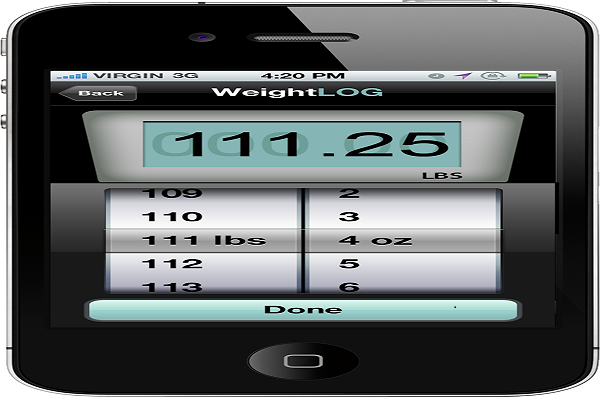 VIRGIN 3G 4:20 PM
Back WeightLOG
111.25
LBS
109 2
110 3
111 lbs 4 oz
112 5
113 6
Done